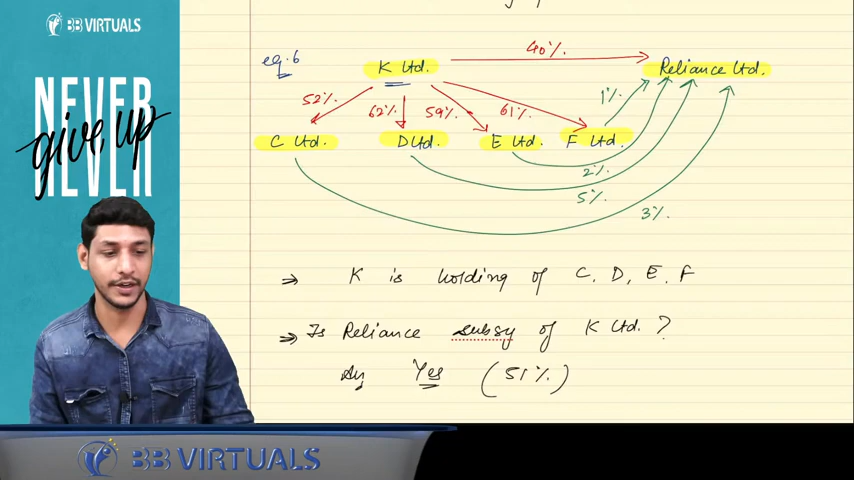 BB VIRTUALS
NEVER
give up
NEVER
eg. 6
K Ltd.
40%.
Reliance Ltd.
52%.
62%.
59%.
61%.
1%.
C Ltd.
D Ltd.
E Ltd.
F Ltd.
2%.
5%.
3%.
⇒ K is holding of C, D, E, F
⇒ Is Reliance subsy of K Ltd. ?
Ans Yes (51%.)
BB VIRTUALS